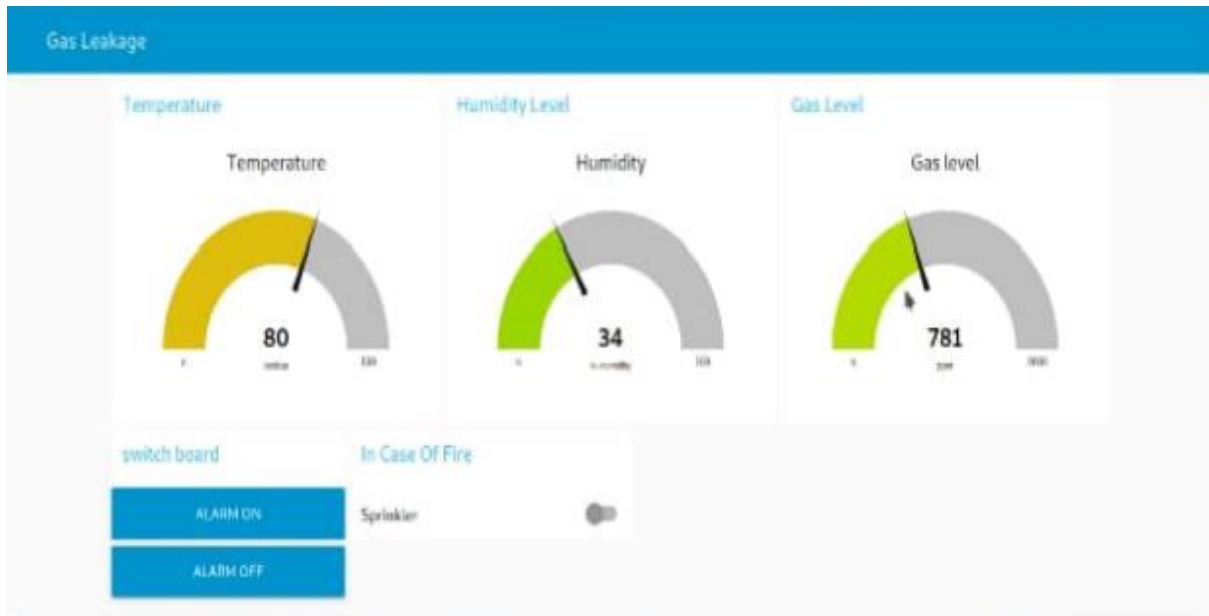 Gas Leakage
Temperature
Humidity Level
Gas Level
Temperature
Humidity
Gas level
80
34
781
ppm
switch board
In Case Of Fire
ALARM ON
Sprinkler
ALARM OFF